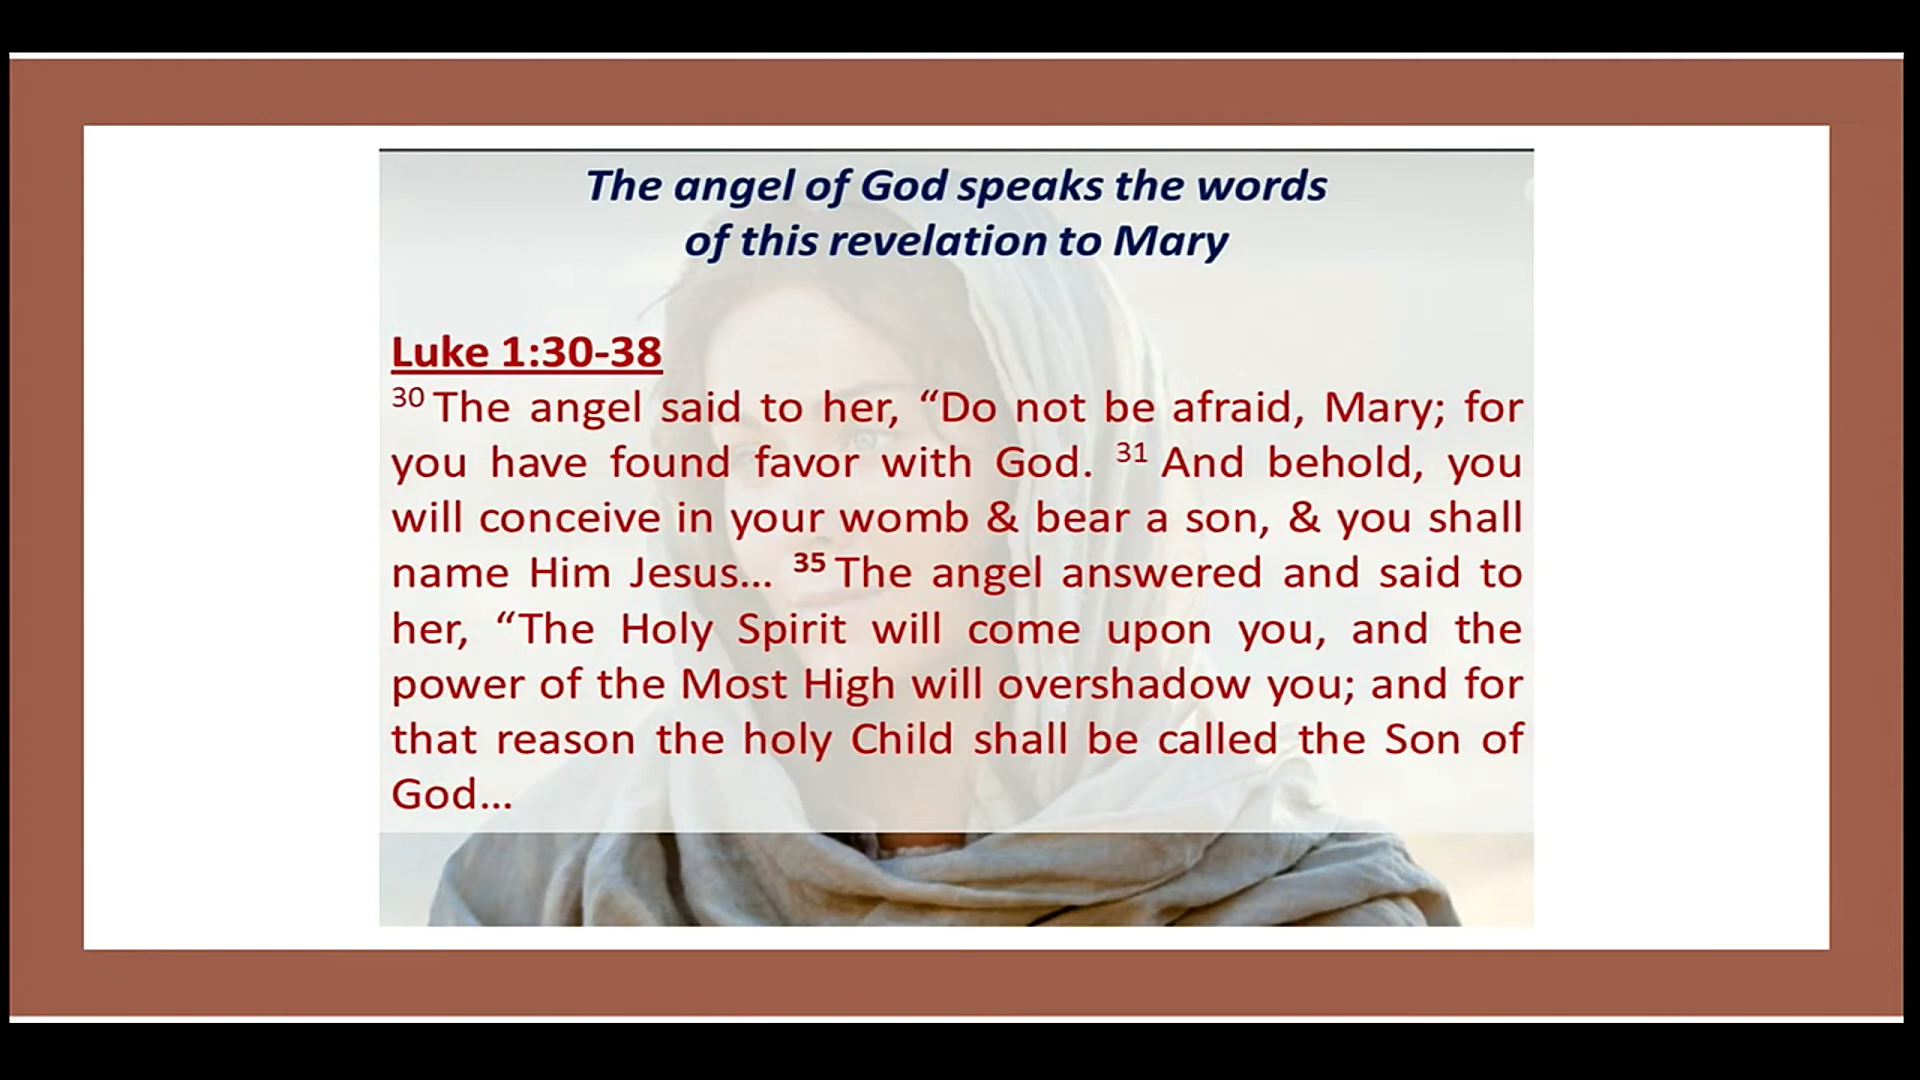 The angel of God speaks the words
of this revelation to Mary
Luke 1:30-38
30 The angel said to her, “Do not be afraid, Mary; for
you have found favor with God. 31 And behold, you
will conceive in your womb & bear a son, & you shall
name Him Jesus... 35 The angel answered and said to
her, “The Holy Spirit will come upon you, and the
power of the Most High will overshadow you; and for
that reason the holy Child shall be called the Son of
God...